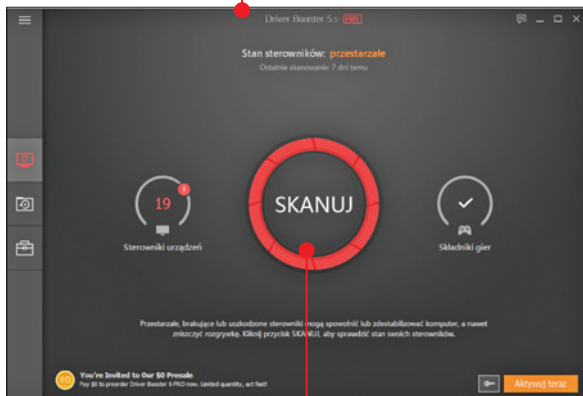 Driver Booster 5.5 FREE
Stan sterowników: przestarzałe
Ostatnie skanowanie: 7 dni temu
19
!
SKANUJ
Sterowniki urządzeń
Składniki gier
Przestarzałe, brakujące lub uszkodzone sterowniki mogą spowolnić lub zdestabilizować komputer, a nawet
zniszczyć rozgrywkę. Kliknij przycisk SKANUJ, aby sprawdzić stan swoich sterowników.
$0
You're Invited to Our $0 Presale
Pay $0 to preorder Driver Booster 6 PRO now. Limited quantity, act fast!
Aktywuj teraz